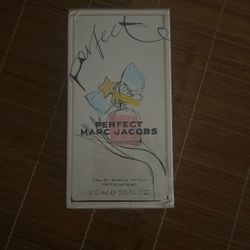 perfect
PERFECT
MARC JACOBS
EAU DE PARFUM SPRAY
VAPORISATEUR
100 ml e 3.3 FL OZ